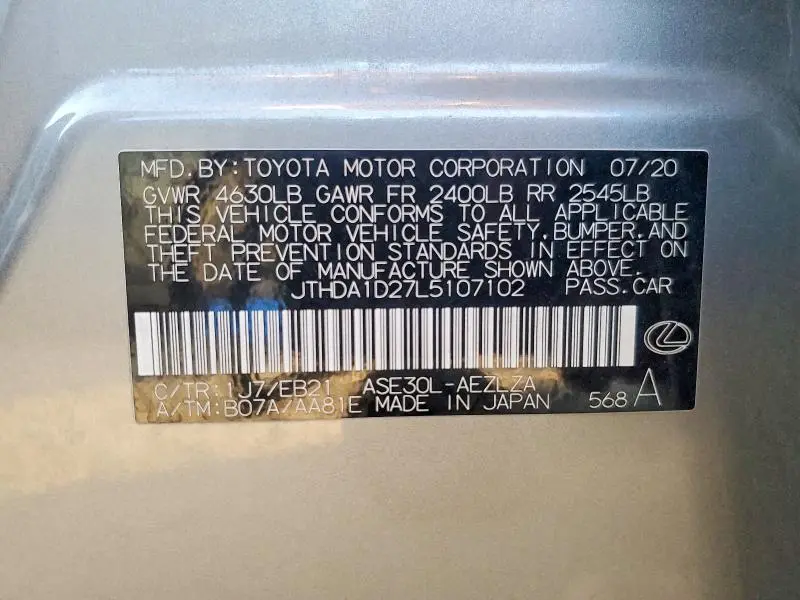 MFD. BY: TOYOTA MOTOR CORPORATION 07/20
GVWR 4630LB GAWR FR 2400LB RR 2545LB
THIS VEHICLE CONFORMS TO ALL APPLICABLE
FEDERAL MOTOR VEHICLE SAFETY, BUMPER, AND
THEFT PREVENTION STANDARDS IN EFFECT ON
THE DATE OF MANUFACTURE SHOWN ABOVE.
JTHDA1D27L5107102 PASS. CAR
C/TR: 1J7/EB21 ASE30L-AEZLZA
A/TM: B07A/AA81E MADE IN JAPAN 568 A